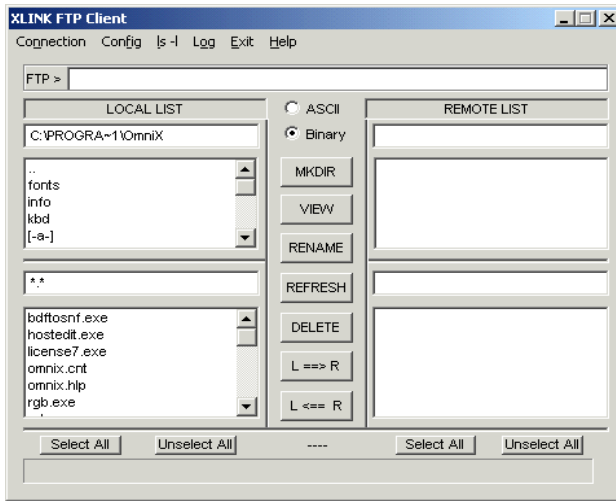 XLINK FTP Client
Connection Config ls -l Log Exit Help
FTP >
LOCAL LIST
ASCII
REMOTE LIST
C:\PROGRA~1\OmniX
Binary
..
fonts
info
kbd
[-a-]
MKDIR
VIEW
RENAME
*.*
REFRESH
bdftosnf.exe
hostedit.exe
license7.exe
omnix.cnt
omnix.hlp
rgb.exe
DELETE
L ==> R
L <== R
Select All Unselect All ---- Select All Unselect All